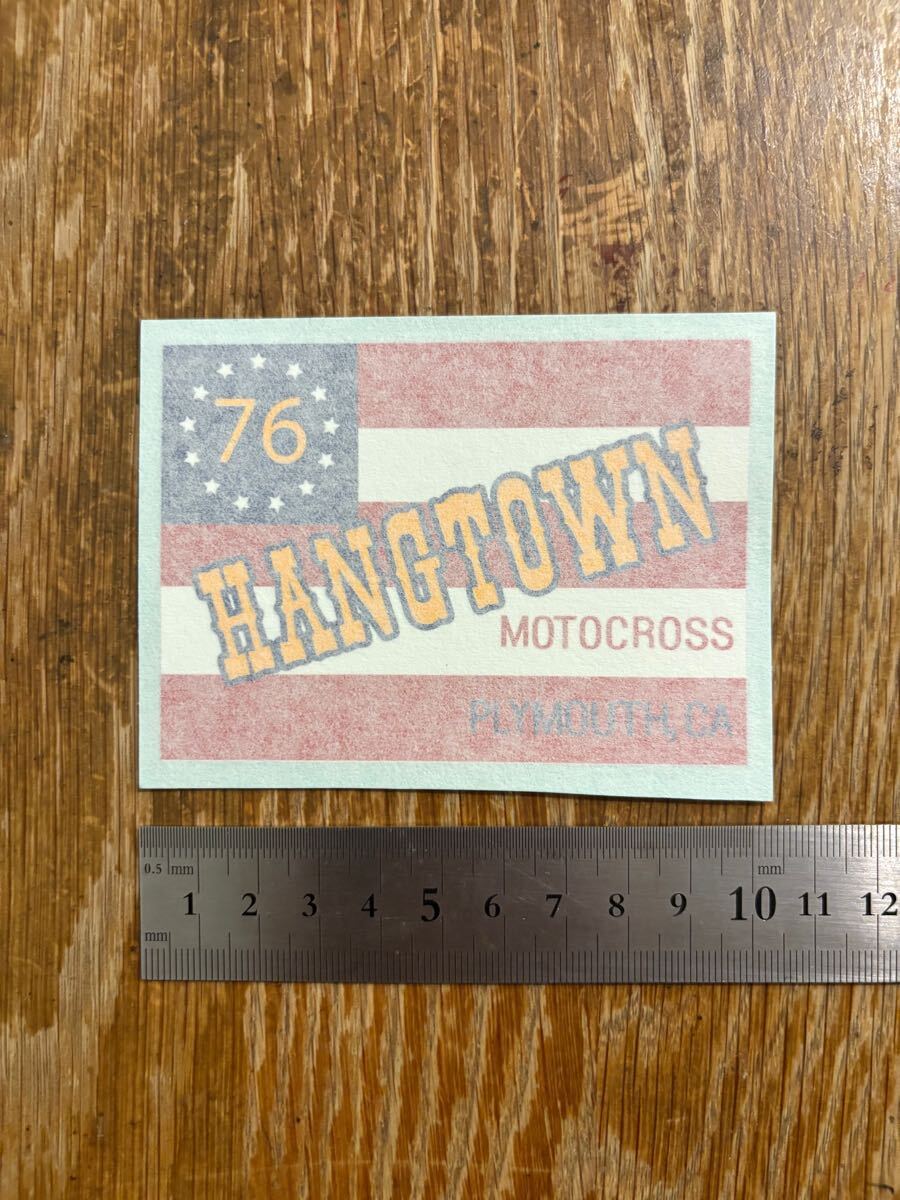 76
HANGTOWN
MOTOCROSS
PLYMOUTH, CA
0.5 mm
mm
1 2 3 4 5 6 7 8 9 10 11 12
mm